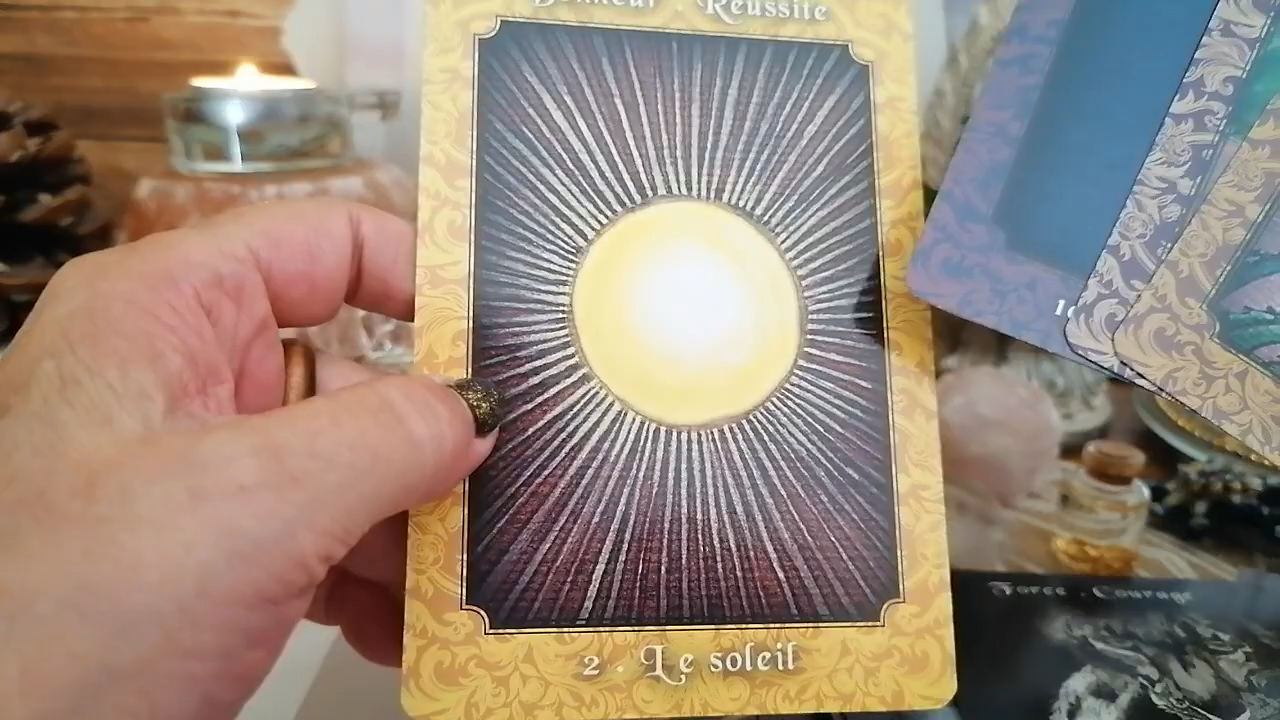 Bonheur . Réussite
2 . Le soleil
Force . Courage